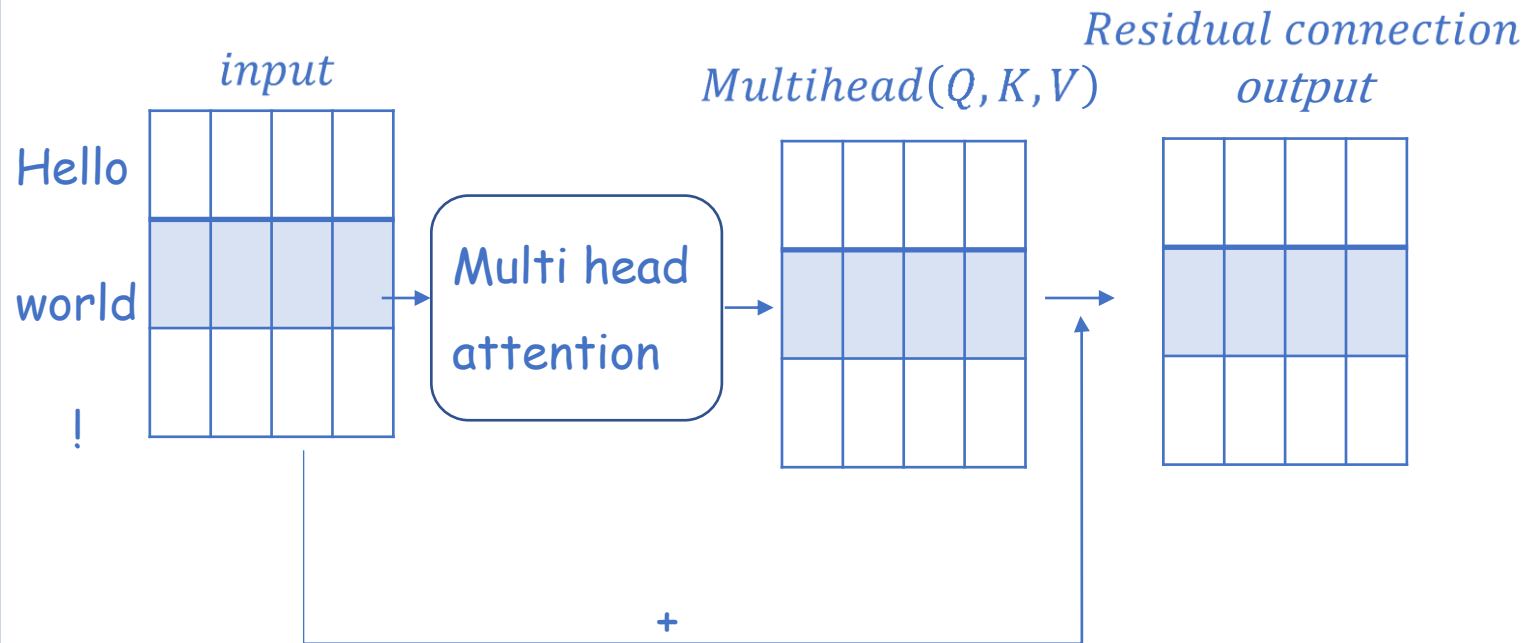 input
Hello
world
!
Multi head
attention
Multihead(Q, K, V)
Residual connection
output
+